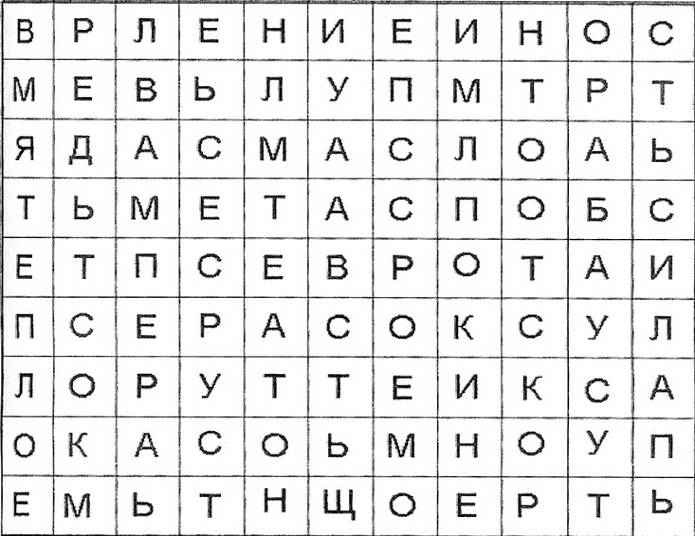 В Р Л Е Н И Е И Н О С
М Е В Ь Л У П М Т Р Т
Я Д А С М А С Л О А Ь
Т Ь М Е Т А С П О Б С
Е Т П С Е В Р О Т А И
П С Е Р А С О К С У Л
Л О Р У Т Т Е И К С А
О К А С О Ь М Н О У П
Е М Ь Т Н Щ О Е Р Т Ь